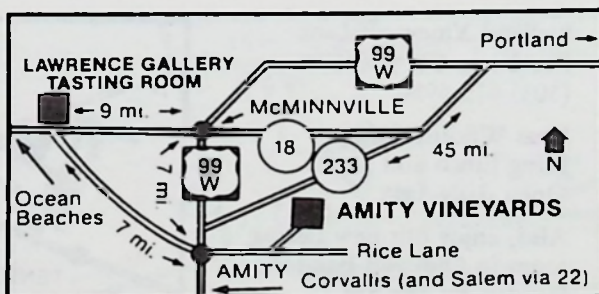 99
W
Portland
LAWRENCE GALLERY
TASTING ROOM
9 mi.
McMINNVILLE
18
233
45 mi.
N
7 mi.
99
W
Ocean
Beaches
7 mi.
AMITY VINEYARDS
Rice Lane
AMITY
Corvallis (and Salem via 22)